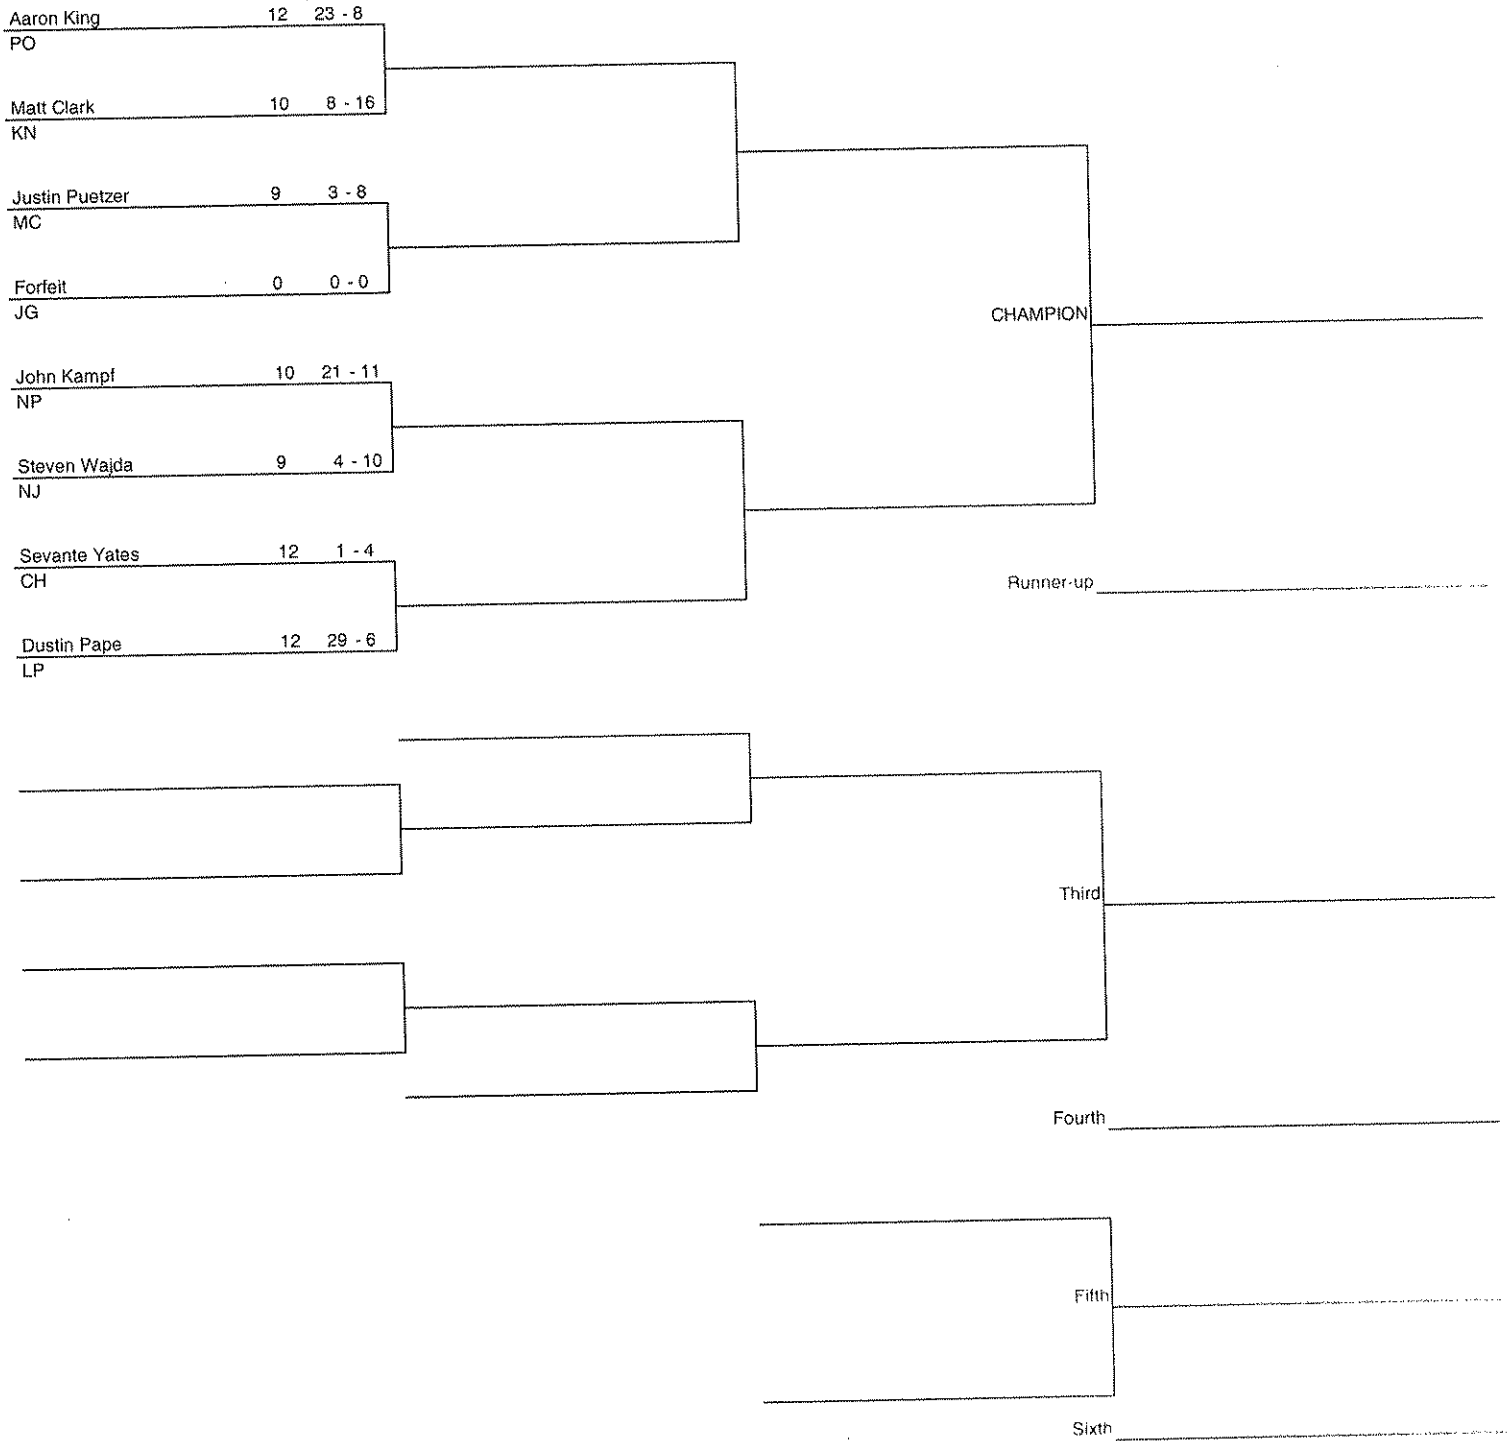 Aaron King 12 23 - 8
PO
Matt Clark 10 8 - 16
KN
Justin Puetzer 9 3 - 8
MC
Forfeit 0 0 - 0
JG
CHAMPION
John Kampf 10 21 - 11
NP
Steven Wajda 9 4 - 10
NJ
Sevante Yates 12 1 - 4
CH
Runner-up
Dustin Pape 12 29 - 6
LP
Third
Fourth
Fifth
Sixth